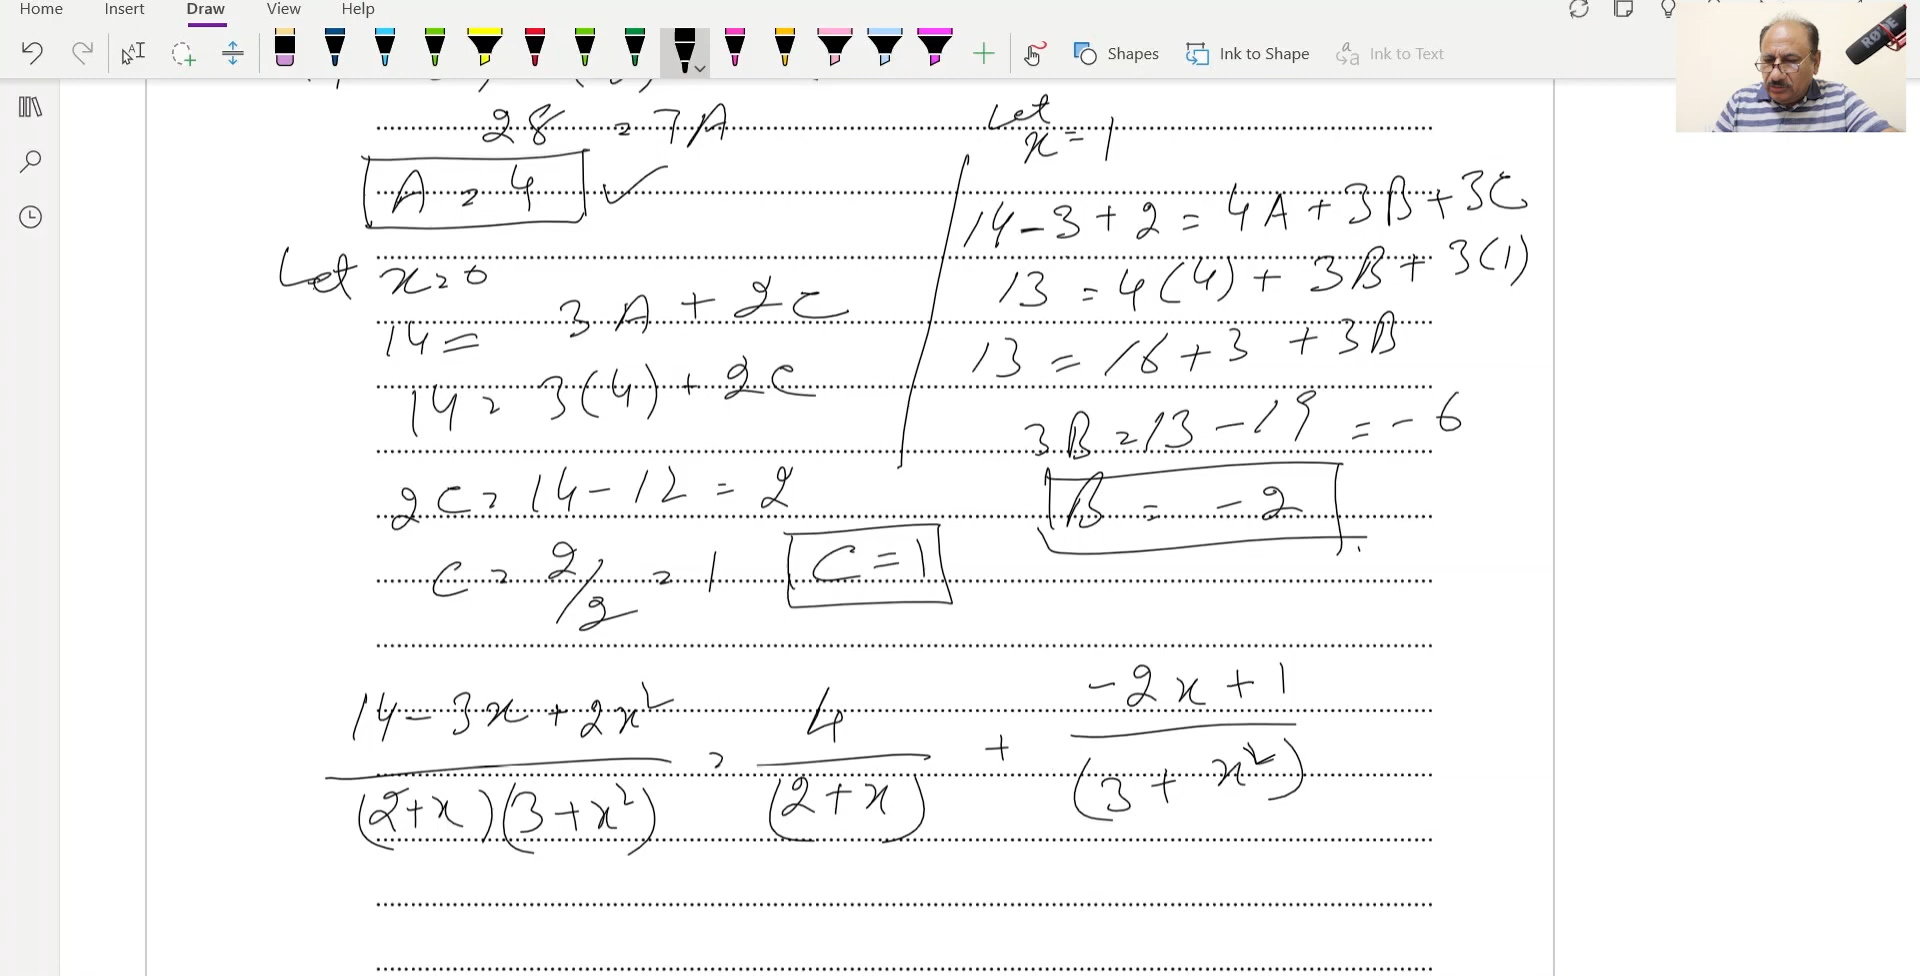 Home Insert Draw View Help
Shapes Ink to Shape Ink to Text
RODE
28 = 7A
A = 4 ✓
Let x = 0
14 = 3A + 2C
14 = 3(4) + 2C
2C = 14 - 12 = 2
C = 2/2 = 1 C = 1
Let
x = 1
14 - 3 + 2 = 4A + 3B + 3C
13 = 4(4) + 3B + 3(1)
13 = 16 + 3 + 3B
3B = 13 - 19 = - 6
B = - 2
14 - 3x + 2x² / (2+x)(3+x²) = 4 / (2+x) + -2x+1 / (3+x²)